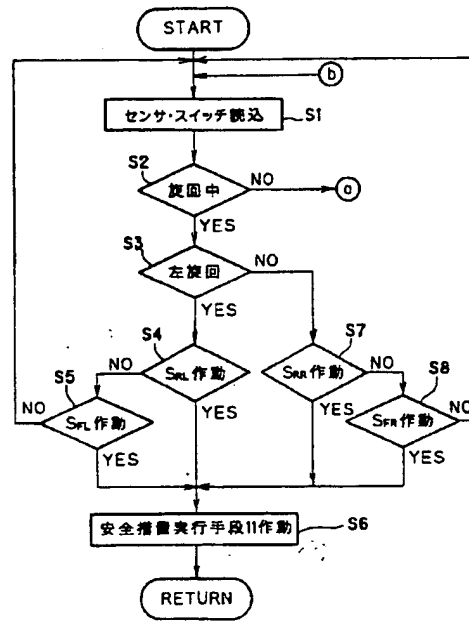 START
b
センサ・スイッチ読込
S1
S2
旋回中
NO
a
YES
S3
左旋回
NO
YES
S4
S7
NO
SRL作動
SRR作動
NO
S5
S8
YES
NO
SFL作動
YES
SFR作動
NO
YES
YES
安全措置実行手段11作動
S6
RETURN